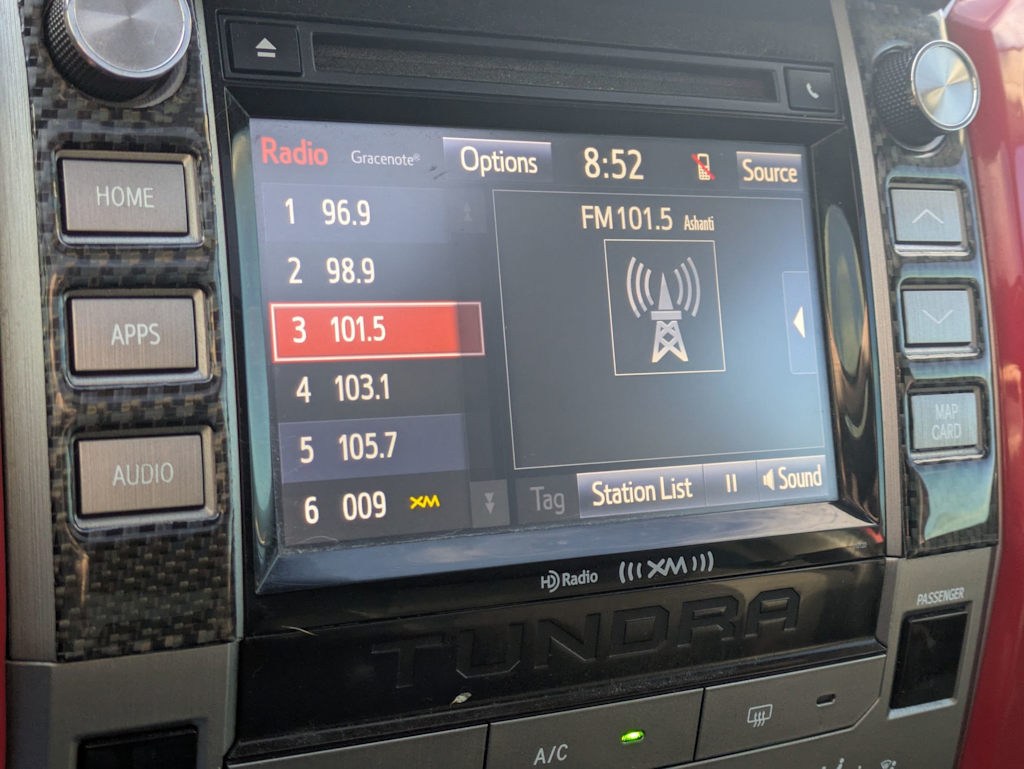 Radio Gracenote® Options 8:52 Source
HOME
1 96.9
FM 101.5 Ashanti
2 98.9
APPS
3 101.5
4 103.1
MAP
CARD
AUDIO
5 105.7
6 009 XM
Tag Station List II Sound
HD Radio XM
TUNDRA
PASSENGER
A/C